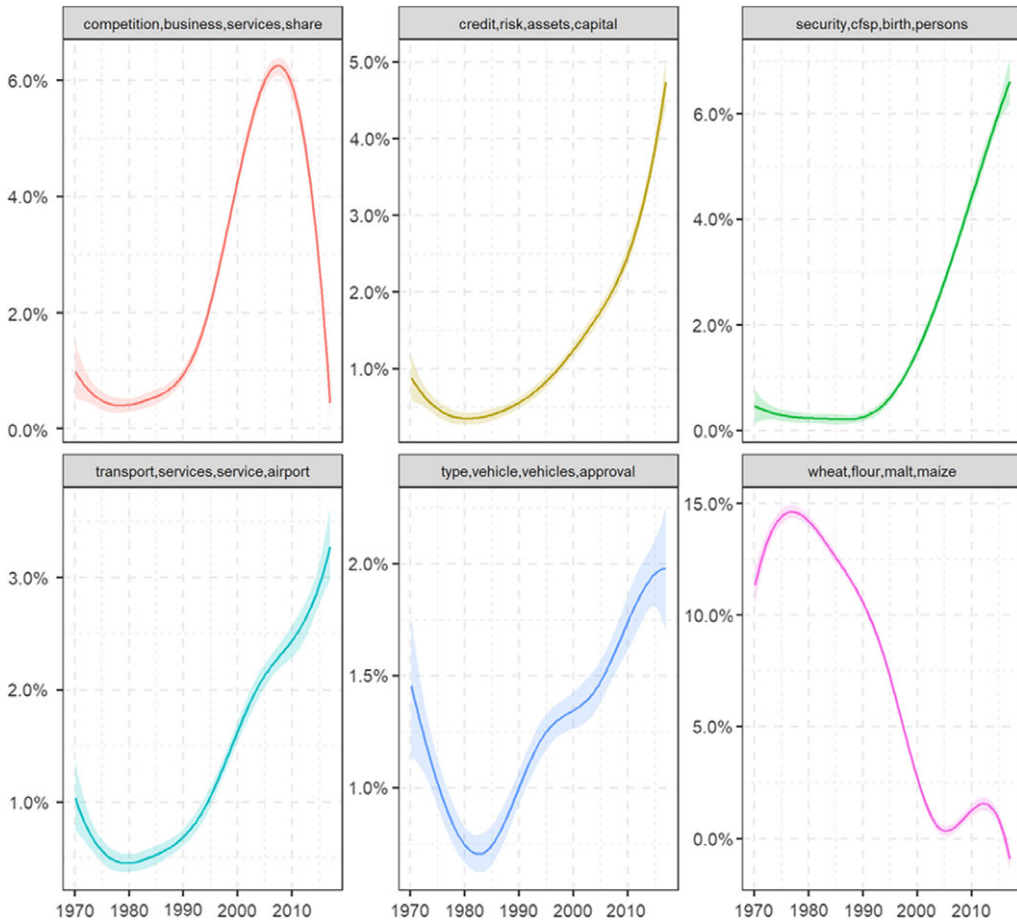 competition,business,services,share
credit,risk,assets,capital
security,cfsp,birth,persons
6.0%
4.0%
2.0%
0.0%
5.0%
4.0%
3.0%
2.0%
1.0%
6.0%
4.0%
2.0%
0.0%
transport,services,service,airport
type,vehicle,vehicles,approval
wheat,flour,malt,maize
3.0%
2.0%
1.0%
2.0%
1.5%
1.0%
15.0%
10.0%
5.0%
0.0%
1970 1980 1990 2000 2010
1970 1980 1990 2000 2010
1970 1980 1990 2000 2010